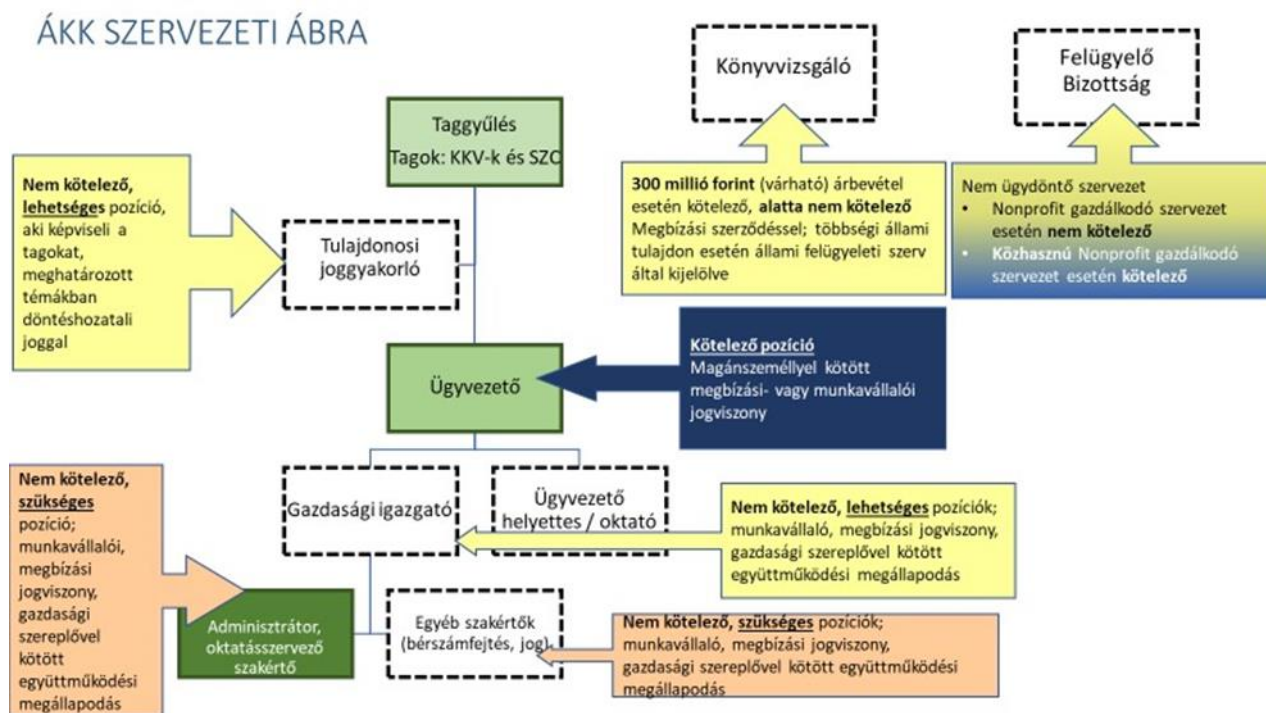 ÁKK SZERVEZETI ÁBRA
Könyvvizsgáló
Felügyelő
Bizottság
Taggyűlés
Tagok: KKV-k és SZC
Nem kötelező,
lehetséges pozíció,
aki képviseli a
tagokat,
meghatározott
témákban
döntéshozatali
joggal
Tulajdonosi
joggyakorló
300 millió forint (várható) árbevétel
esetén kötelező, alatta nem kötelező
Megbízási szerződéssel; többségi állami
tulajdon esetén állami felügyeleti szerv
által kijelölve
Nem ügydöntő szervezet
• Nonprofit gazdálkodó szervezet
esetén nem kötelező
• Közhasznú Nonprofit gazdálkodó
szervezet esetén kötelező
Ügyvezető
Kötelező pozíció
Magánszeméllyel kötött
megbízási- vagy munkavállalói
jogviszony
Nem kötelező,
szükséges
pozíció;
munkavállalói,
megbízási
jogviszony,
gazdasági
szereplővel
kötött
együttműködési
megállapodás
Gazdasági igazgató
Ügyvezető
helyettes / oktató
Nem kötelező, lehetséges pozíciók;
munkavállaló, megbízási jogviszony,
gazdasági szereplővel kötött
együttműködési megállapodás
Adminisztrátor,
oktatásszervező
szakértő
Egyéb szakértők
(bérszámfejtés, jog)
Nem kötelező, szükséges pozíciók;
munkavállaló, megbízási jogviszony,
gazdasági szereplővel kötött együttműködési
megállapodás